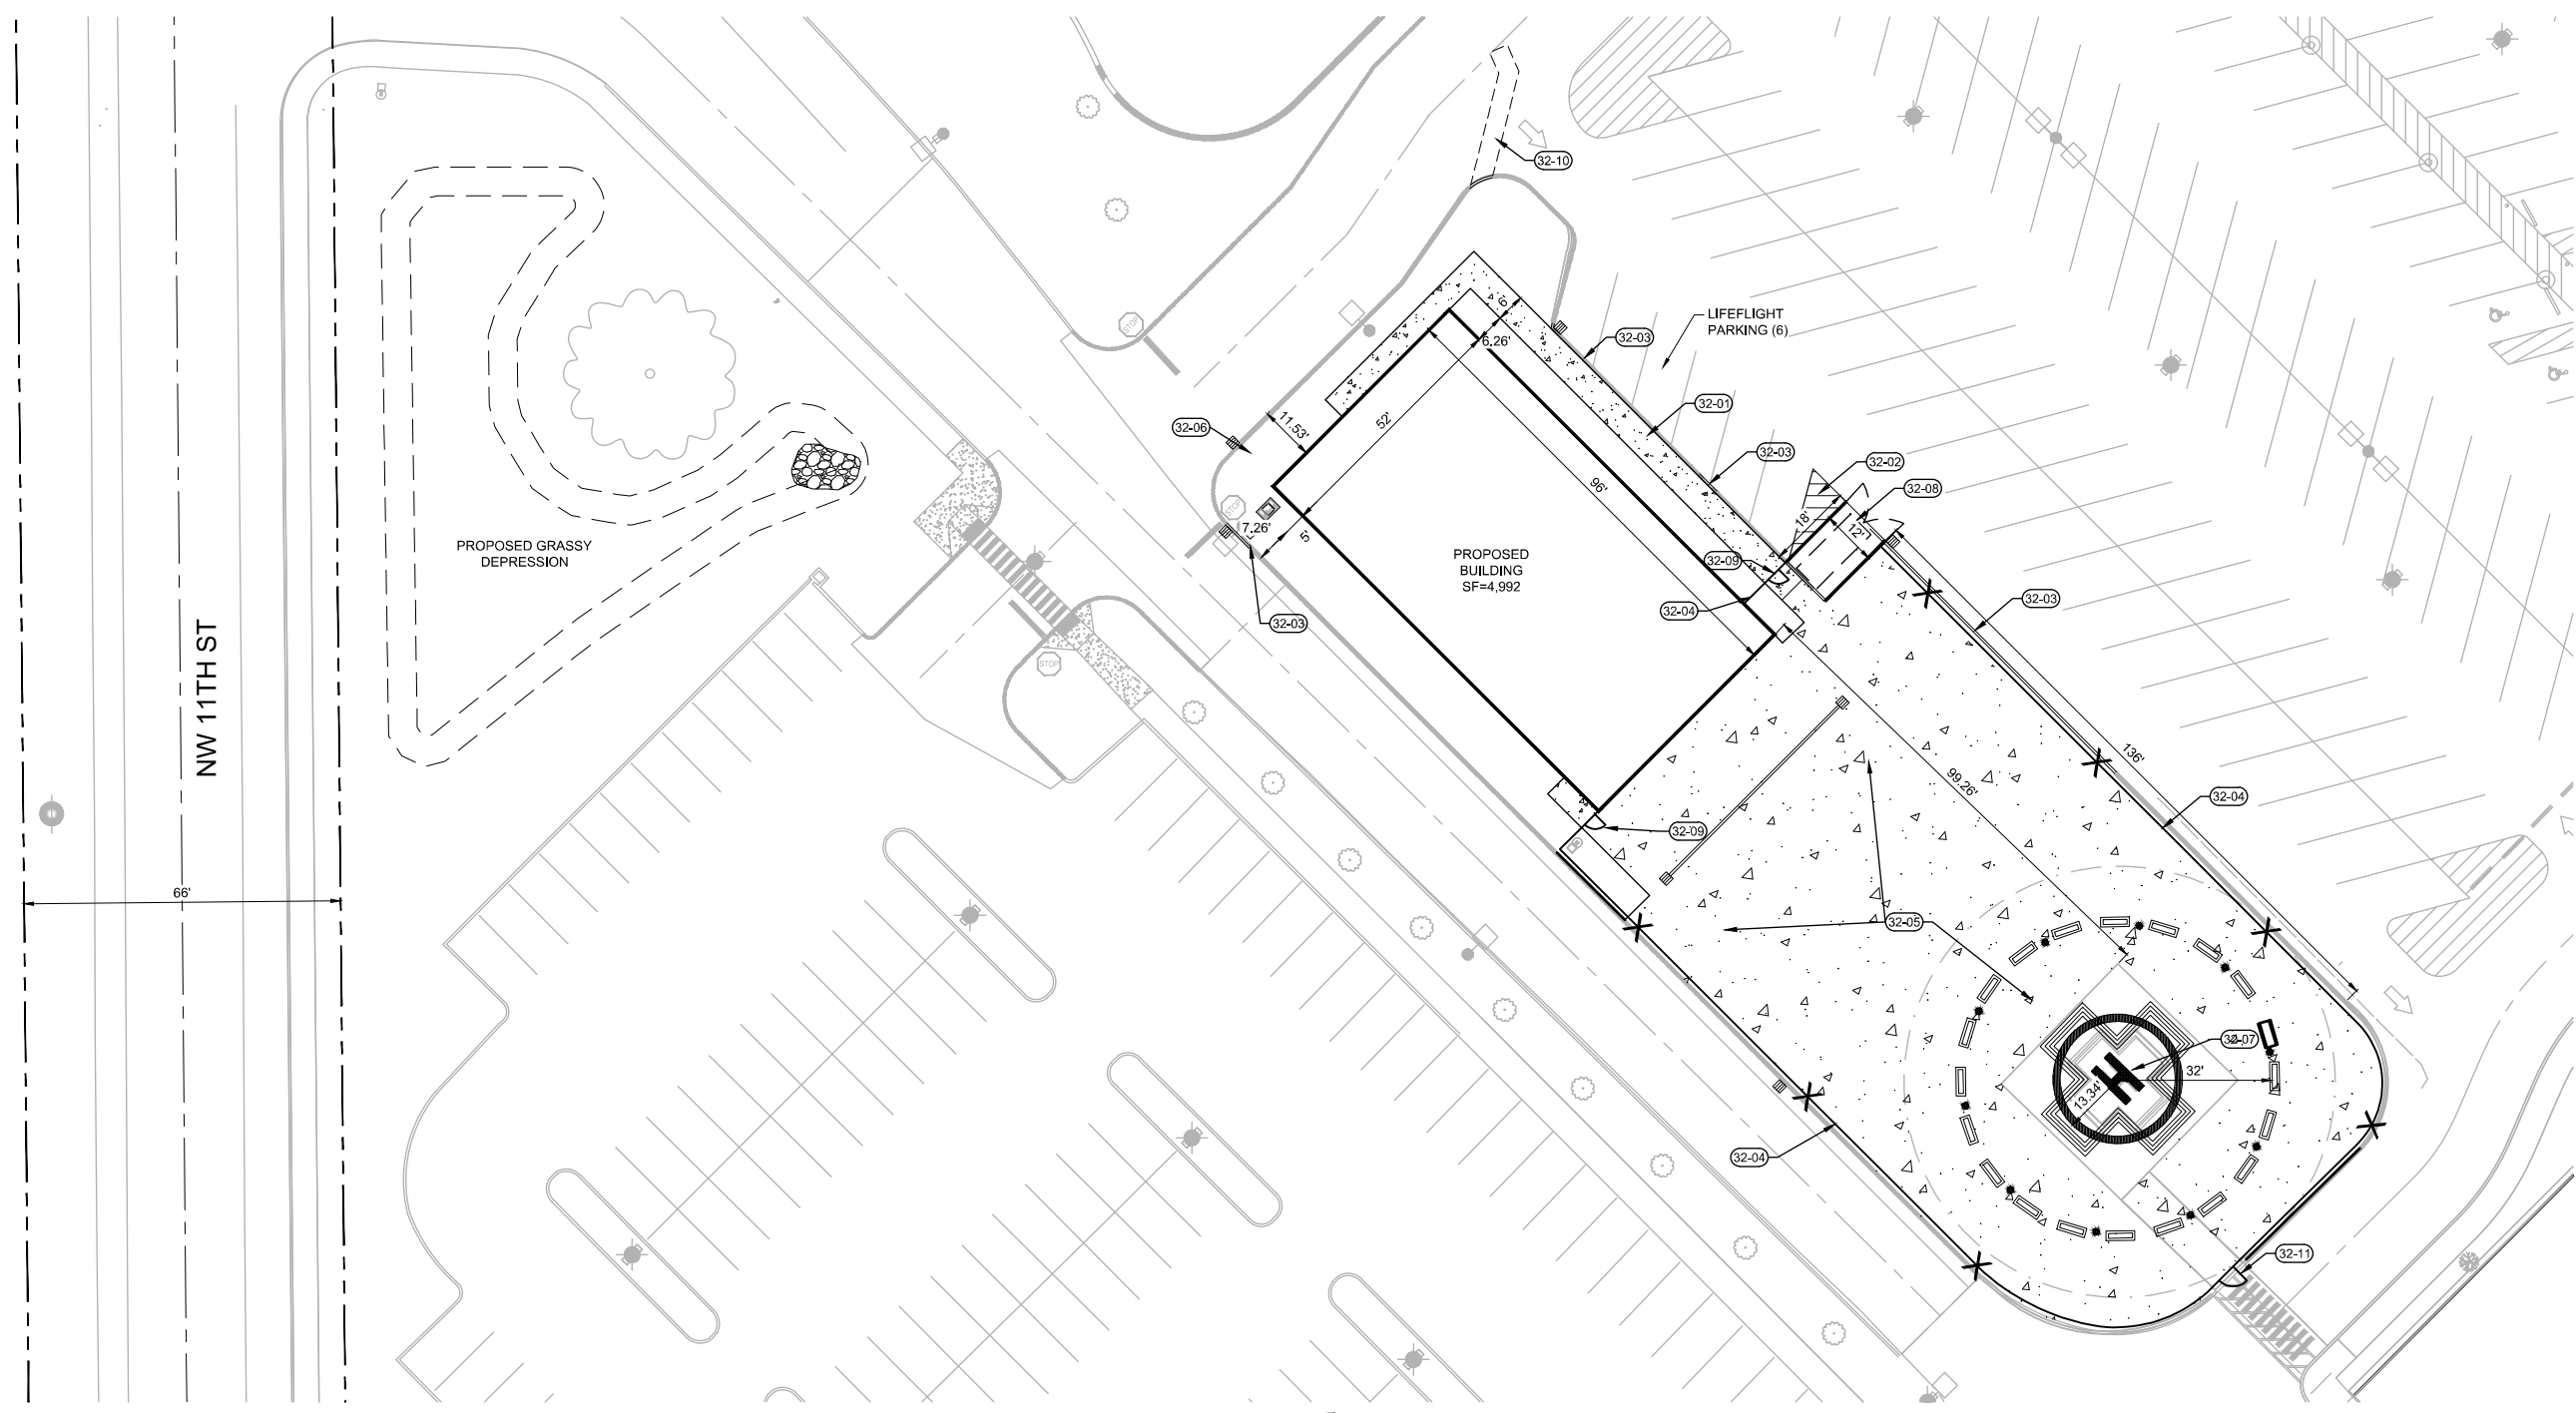 32-10
LIFEFLIGHT
PARKING (6)
6'
32-03
6.26'
32-01
11.53'
52'
32-06
32-03
32-02
96'
32-08
18'
12'
STOP
STOP
7.26'
5'
PROPOSED GRASSY
DEPRESSION
PROPOSED
BUILDING
SF=4,992
32-09
32-04
32-03
32-03
STOP
NW 11TH ST
136'
99.26'
32-04
32-09
66'
32-05
32-07
32'
13.34'
H
32-04
32-11